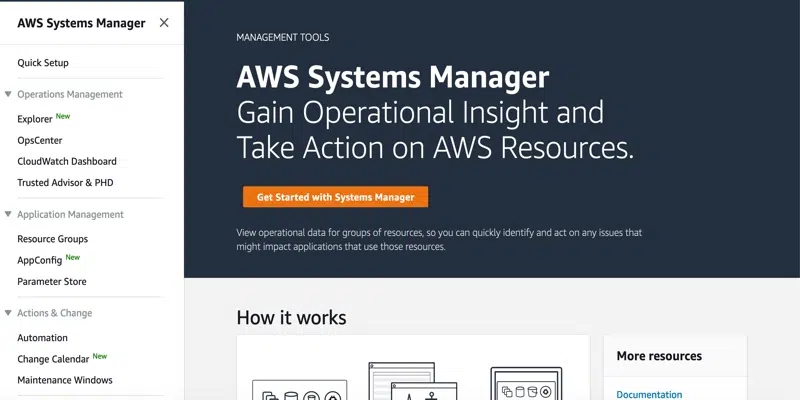 AWS Systems Manager
Quick Setup
Operations Management
Explorer New
OpsCenter
CloudWatch Dashboard
Trusted Advisor & PHD
Application Management
Resource Groups
AppConfig New
Parameter Store
Actions & Change
Automation
Change Calendar New
Maintenance Windows
MANAGEMENT TOOLS
AWS Systems Manager
Gain Operational Insight and
Take Action on AWS Resources.
Get Started with Systems Manager
View operational data for groups of resources, so you can quickly identify and act on any issues that
might impact applications that use those resources.
How it works
More resources
Documentation